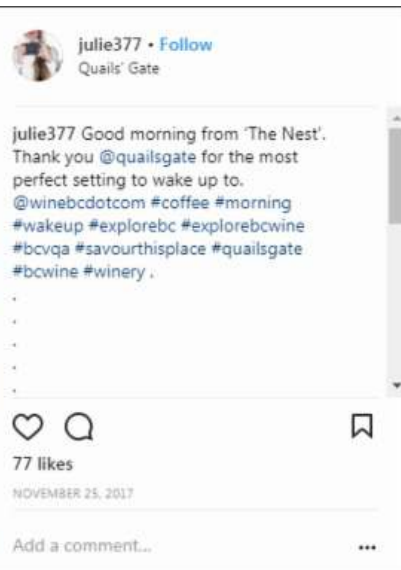 julie377 • Follow
Quails' Gate
julie377 Good morning from 'The Nest'.
Thank you @quailsgate for the most
perfect setting to wake up to.
@winebcdotcom #coffee #morning
#wakeup #explorebc #explorebcwine
#bcvqa #savourthisplace #quailsgate
#bcwine #winery .
.
.
.
.
.
77 likes
NOVEMBER 25, 2017
Add a comment...